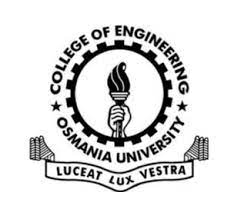 COLLEGE OF ENGINEERING
OSMANIA UNIVERSITY
LUCEAT LUX VESTRA